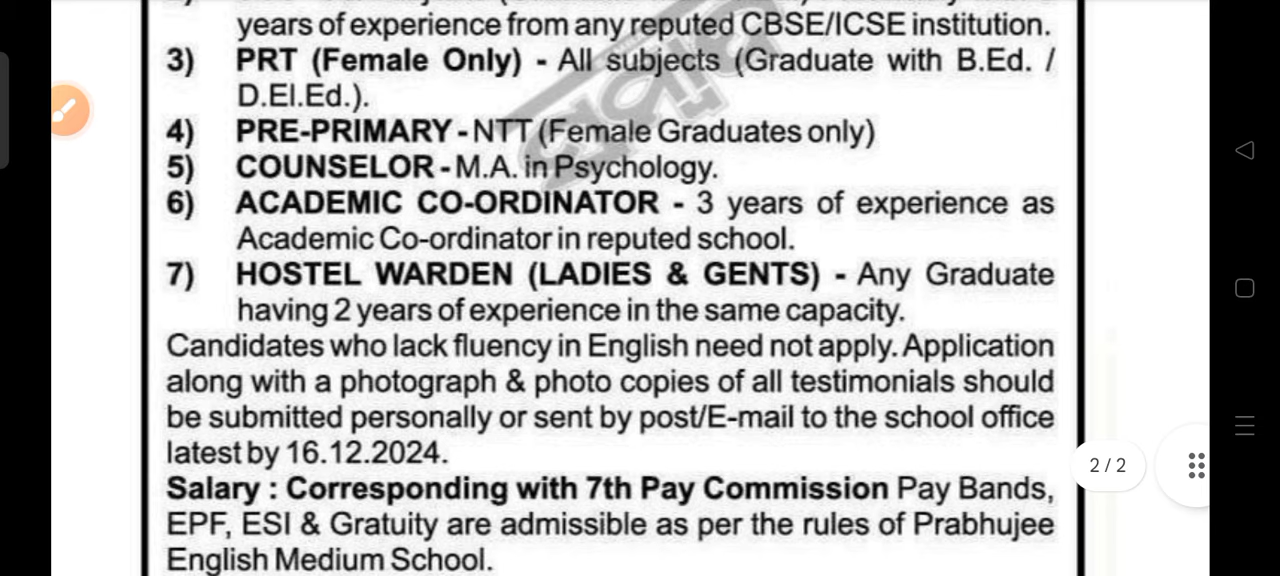 years of experience from any reputed CBSE/ICSE institution.
3) PRT (Female Only) - All subjects (Graduate with B.Ed. /
D.El.Ed.).
4) PRE-PRIMARY - NTT (Female Graduates only)
5) COUNSELOR - M.A. in Psychology.
6) ACADEMIC CO-ORDINATOR - 3 years of experience as
Academic Co-ordinator in reputed school.
7) HOSTEL WARDEN (LADIES & GENTS) - Any Graduate
having 2 years of experience in the same capacity.
Candidates who lack fluency in English need not apply. Application
along with a photograph & photo copies of all testimonials should
be submitted personally or sent by post/E-mail to the school office
latest by 16.12.2024.
2 / 2
Salary : Corresponding with 7th Pay Commission Pay Bands,
EPF, ESI & Gratuity are admissible as per the rules of Prabhujee
English Medium School.